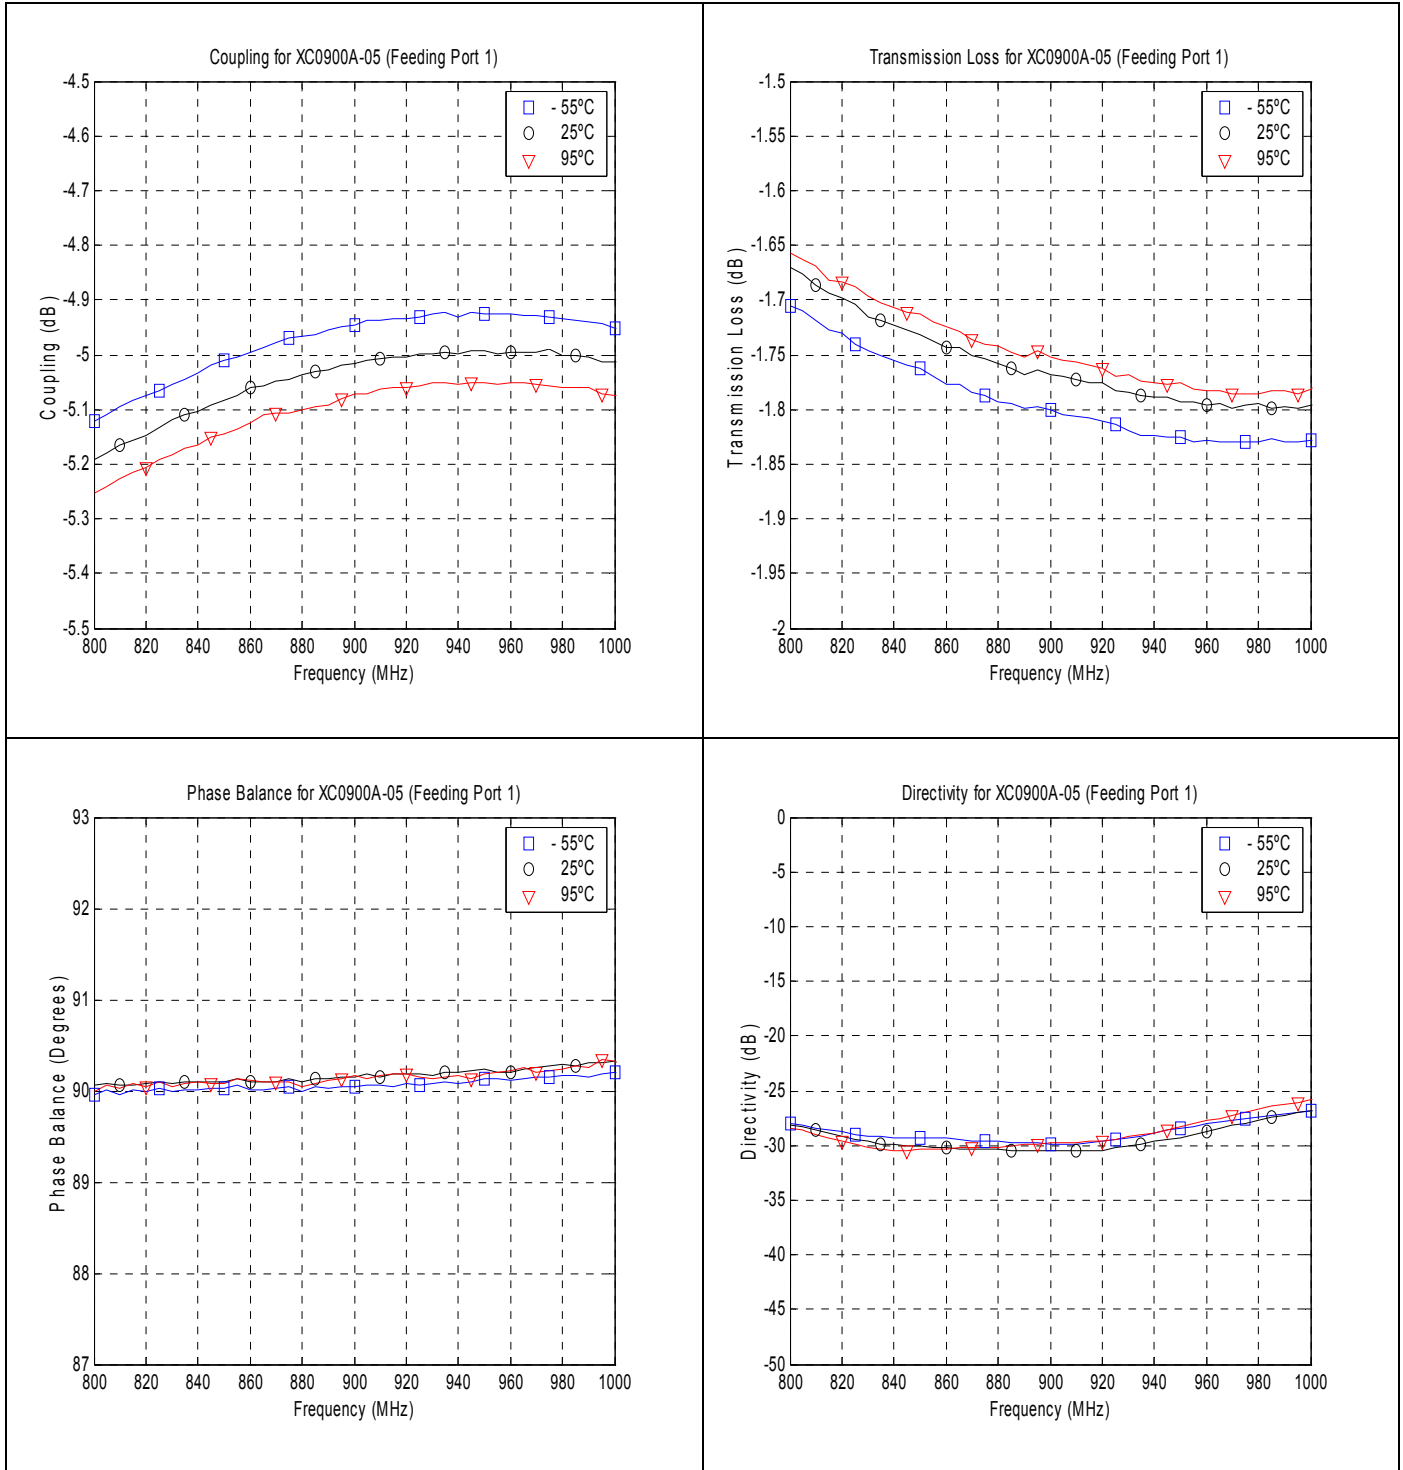 Coupling for XC0900A-05 (Feeding Port 1)
-4.5
-4.6
-4.7
-4.8
-4.9
-5
-5.1
-5.2
-5.3
-5.4
-5.5
Coupling (dB)
- 55ºC
25ºC
95ºC
800 820 840 860 880 900 920 940 960 980 1000
Frequency (MHz)
Transmission Loss for XC0900A-05 (Feeding Port 1)
-1.5
-1.55
-1.6
-1.65
-1.7
-1.75
-1.8
-1.85
-1.9
-1.95
-2
Transmission Loss (dB)
- 55ºC
25ºC
95ºC
800 820 840 860 880 900 920 940 960 980 1000
Frequency (MHz)
Phase Balance for XC0900A-05 (Feeding Port 1)
93
92
91
90
89
88
87
Phase Balance (Degrees)
- 55ºC
25ºC
95ºC
800 820 840 860 880 900 920 940 960 980 1000
Frequency (MHz)
Directivity for XC0900A-05 (Feeding Port 1)
0
-5
-10
-15
-20
-25
-30
-35
-40
-45
-50
Directivity (dB)
- 55ºC
25ºC
95ºC
800 820 840 860 880 900 920 940 960 980 1000
Frequency (MHz)